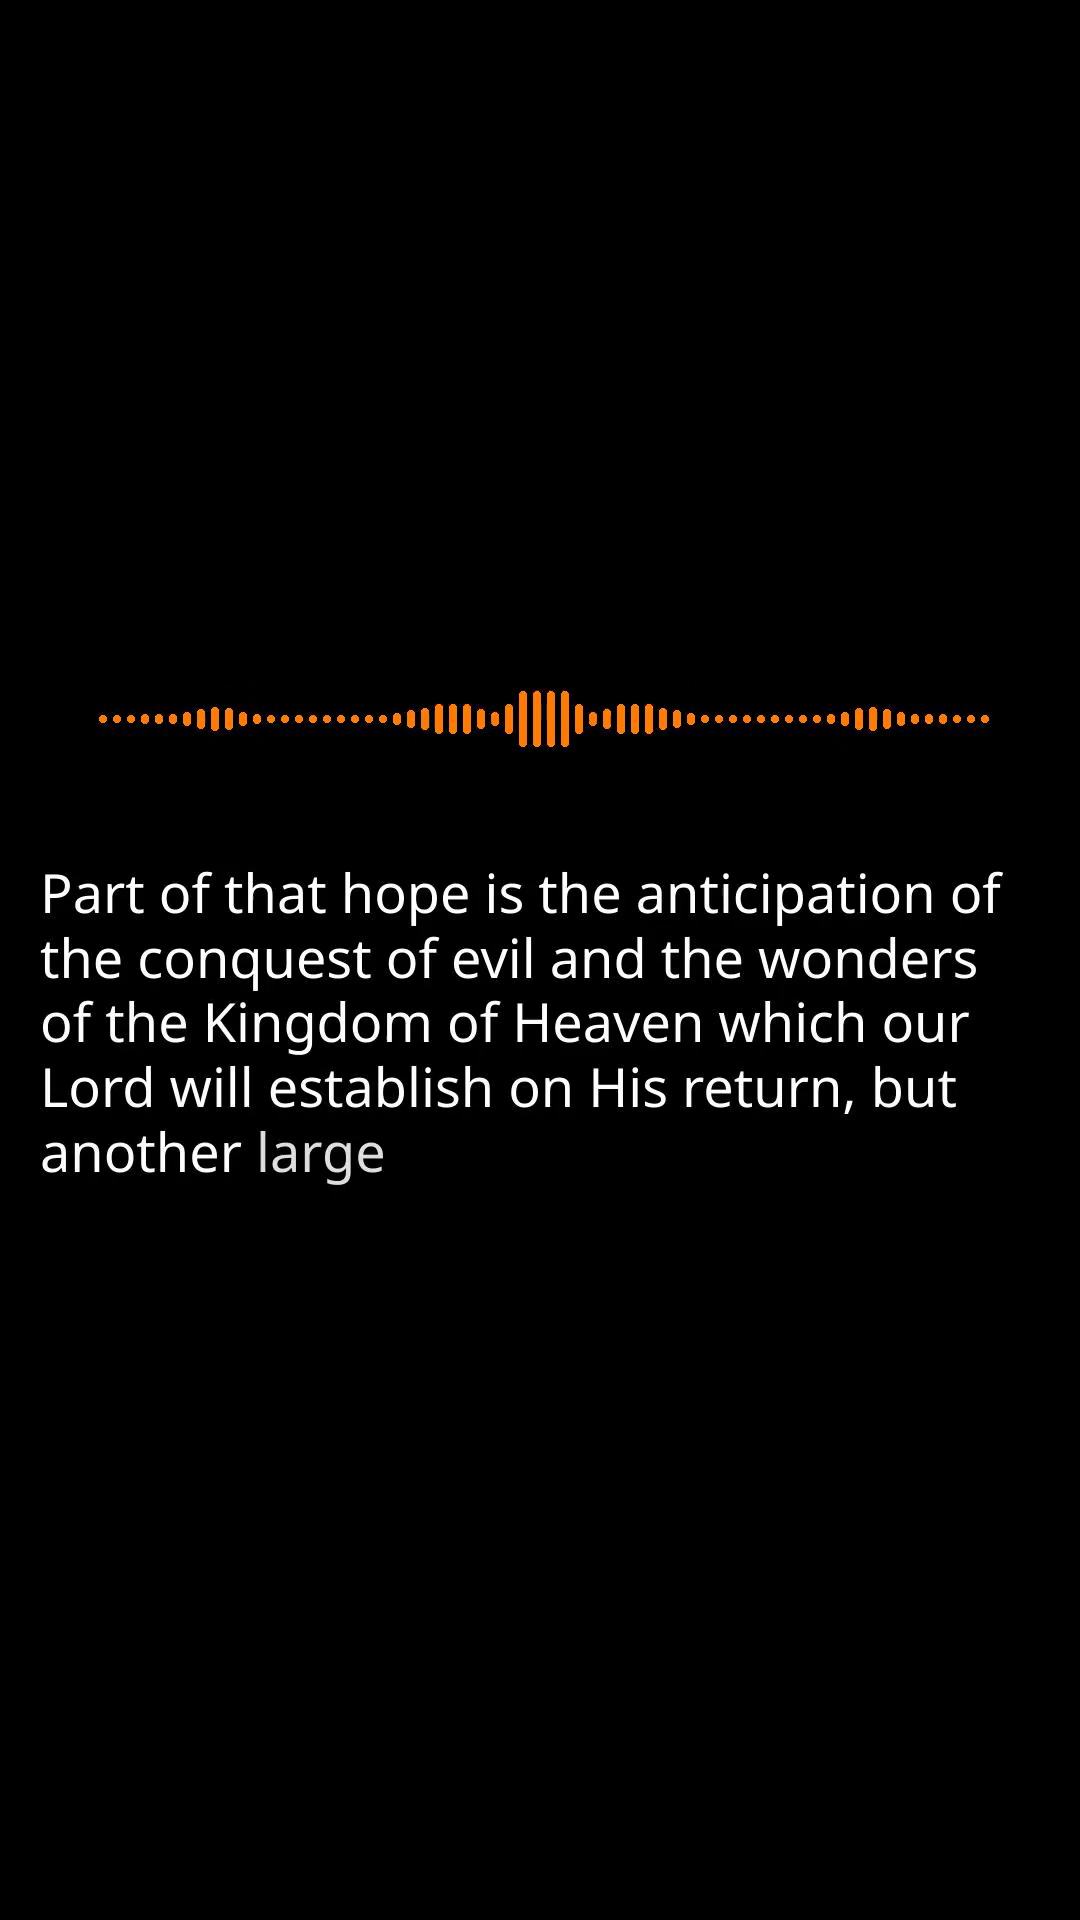 Part of that hope is the anticipation of
the conquest of evil and the wonders
of the Kingdom of Heaven which our
Lord will establish on His return, but
another large